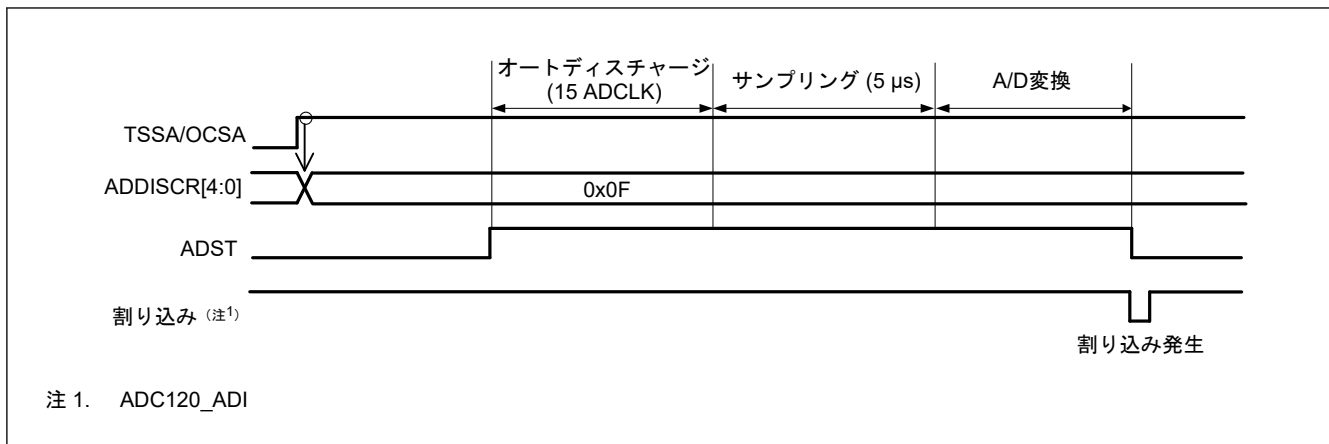 オートディスチャージ
(15 ADCLK)
サンプリング (5 µs)
A/D変換
TSSA/OCSA
ADDISCR[4:0]
0x0F
ADST
割り込み（注1）
割り込み発生
注 1. ADC120_ADI